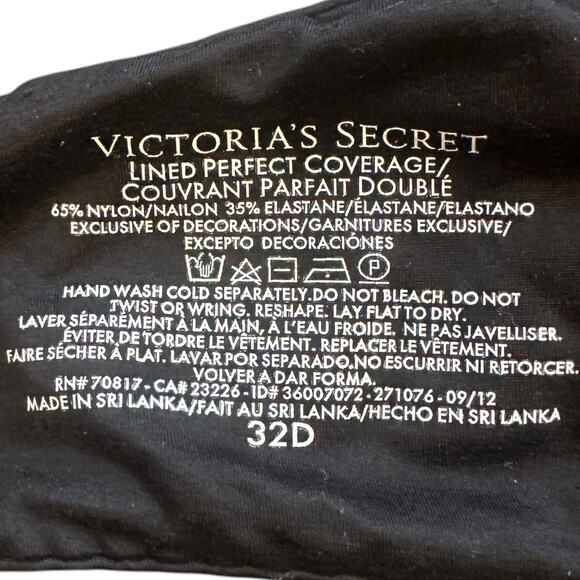 VICTORIA'S SECRET
LINED PERFECT COVERAGE/
COUVRANT PARFAIT DOUBLÉ
65% NYLON/NAILON 35% ELASTANE/ÉLASTANE/ELASTANO
EXCLUSIVE OF DECORATIONS/GARNITURES EXCLUSIVE/
EXCEPTO DECORACIÓNES
P
HAND WASH COLD SEPARATELY.DO NOT BLEACH. DO NOT
TWIST OR WRING. RESHAPE. LAY FLAT TO DRY.
LAVER SÉPARÉMENT À LA MAIN, À L'EAU FROIDE. NE PAS JAVELLISER.
ÉVITER DE TORDRE LE VÊTEMENT. REPLACER LE VÊTEMENT.
FAIRE SÉCHER À PLAT. LAVAR POR SEPARADO.NO ESCURRIR NI RETORCER.
VOLVER A DAR FORMA.
RN# 70817-CA# 23226-ID# 36007072-271076-09/12
MADE IN SRI LANKA/FAIT AU SRI LANKA/HECHO EN SRI LANKA
32D